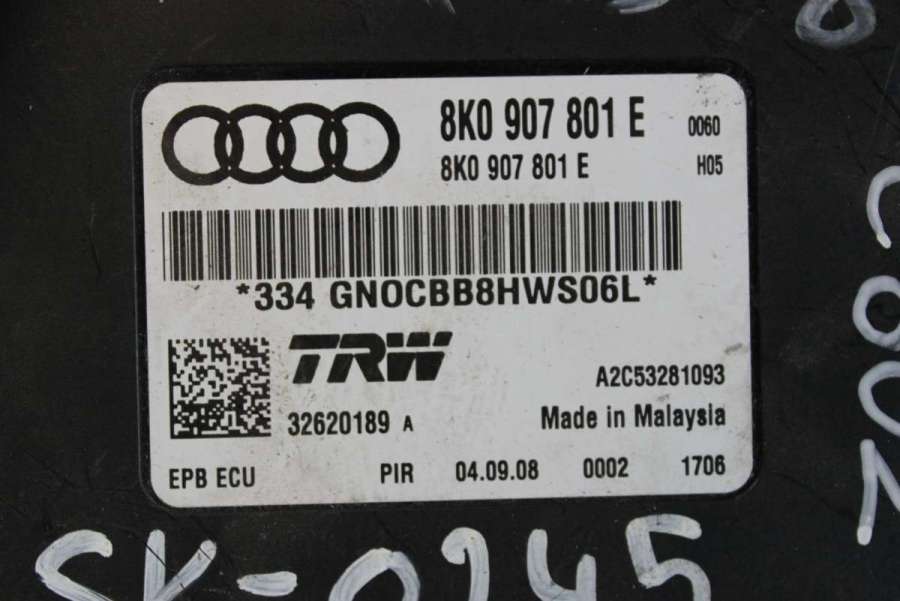 8K0 907 801 E 0060
8K0 907 801 E H05
*334 GNOCBB8HWS06L*
TRW
A2C53281093
32620189 A Made in Malaysia
EPB ECU PIR 04.09.08 0002 1706
SK-0245